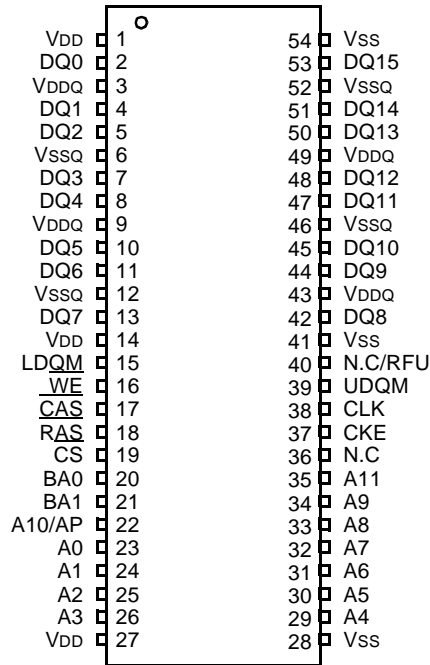 VDD 1 54 VSS
DQ0 2 53 DQ15
VDDQ 3 52 VSSQ
DQ1 4 51 DQ14
DQ2 5 50 DQ13
VSSQ 6 49 VDDQ
DQ3 7 48 DQ12
DQ4 8 47 DQ11
VDDQ 9 46 VSSQ
DQ5 10 45 DQ10
DQ6 11 44 DQ9
VSSQ 12 43 VDDQ
DQ7 13 42 DQ8
VDD 14 41 VSS
LDQM 15 40 N.C/RFU
WE 16 39 UDQM
CAS 17 38 CLK
RAS 18 37 CKE
CS 19 36 N.C
BA0 20 35 A11
BA1 21 34 A9
A10/AP 22 33 A8
A0 23 32 A7
A1 24 31 A6
A2 25 30 A5
A3 26 29 A4
VDD 27 28 VSS